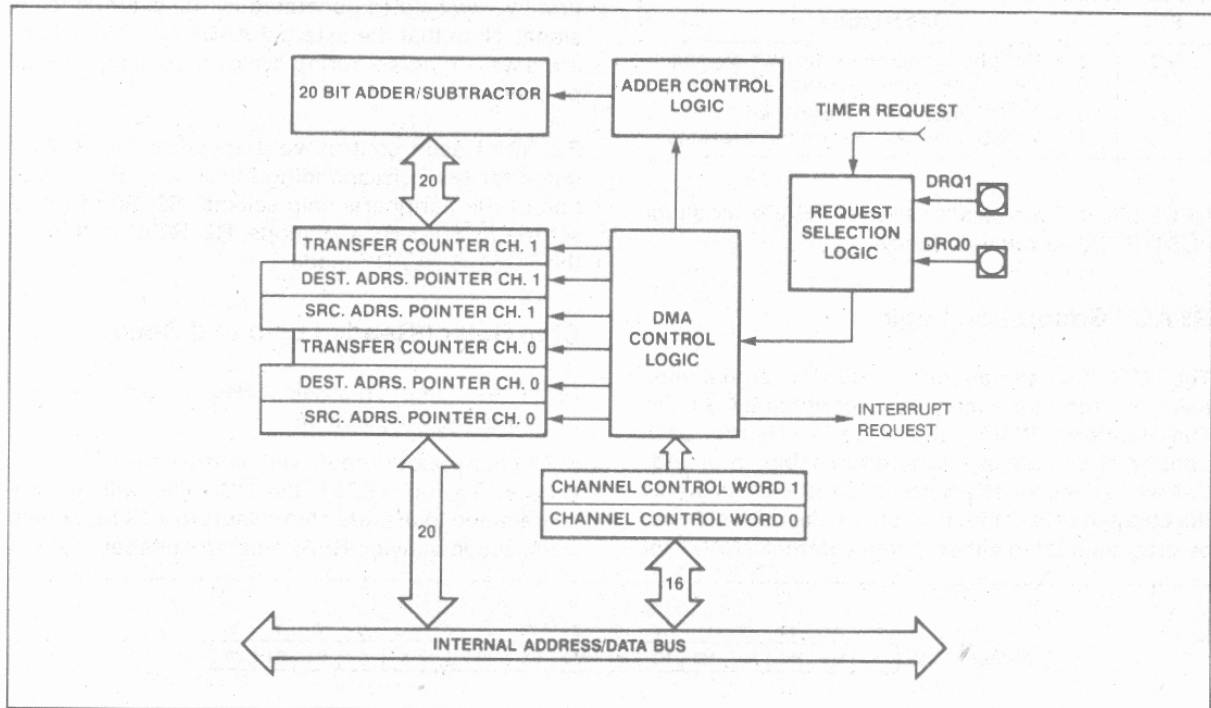 20 BIT ADDER/SUBTRACTOR
ADDER CONTROL
LOGIC
TIMER REQUEST
20
DRQ1
REQUEST
SELECTION
LOGIC
DRQ0
TRANSFER COUNTER CH. 1
DEST. ADRS. POINTER CH. 1
SRC. ADRS. POINTER CH. 1
TRANSFER COUNTER CH. 0
DEST. ADRS. POINTER CH. 0
SRC. ADRS. POINTER CH. 0
DMA
CONTROL
LOGIC
INTERRUPT
REQUEST
CHANNEL CONTROL WORD 1
CHANNEL CONTROL WORD 0
20
16
INTERNAL ADDRESS/DATA BUS